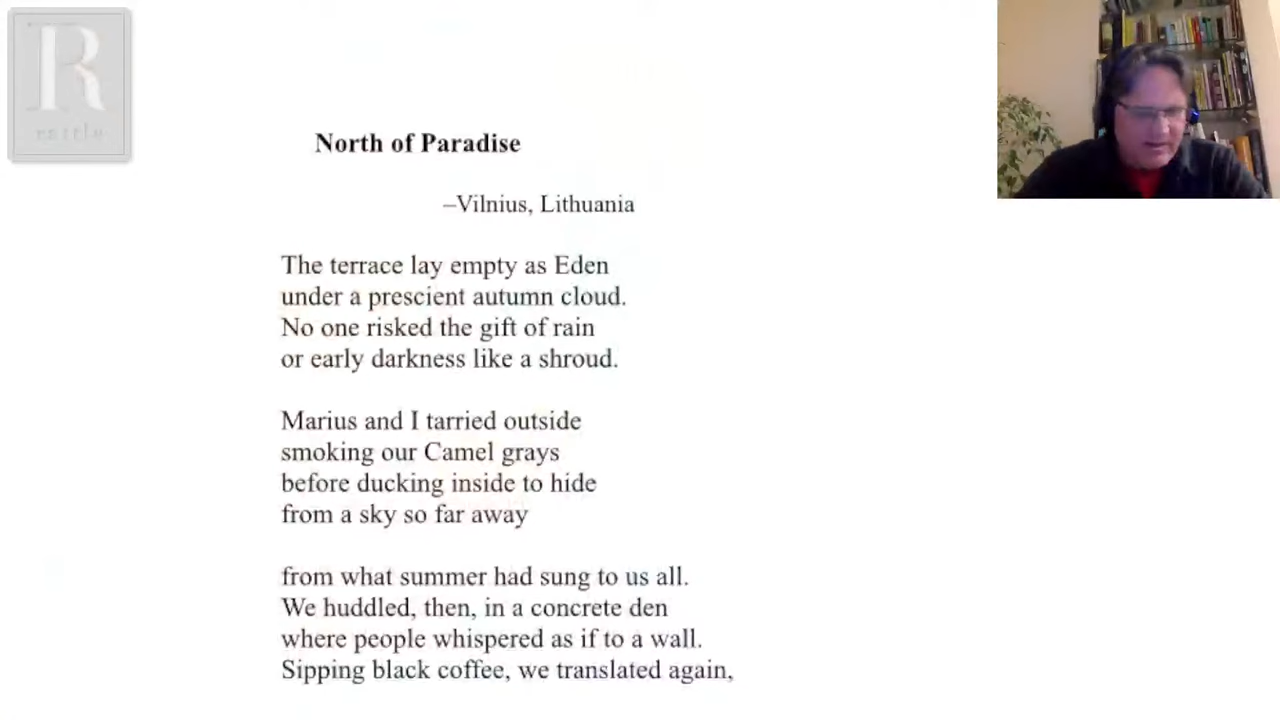 R
North of Paradise
–Vilnius, Lithuania
The terrace lay empty as Eden
under a prescient autumn cloud.
No one risked the gift of rain
or early darkness like a shroud.
Marius and I tarried outside
smoking our Camel grays
before ducking inside to hide
from a sky so far away
from what summer had sung to us all.
We huddled, then, in a concrete den
where people whispered as if to a wall.
Sipping black coffee, we translated again,